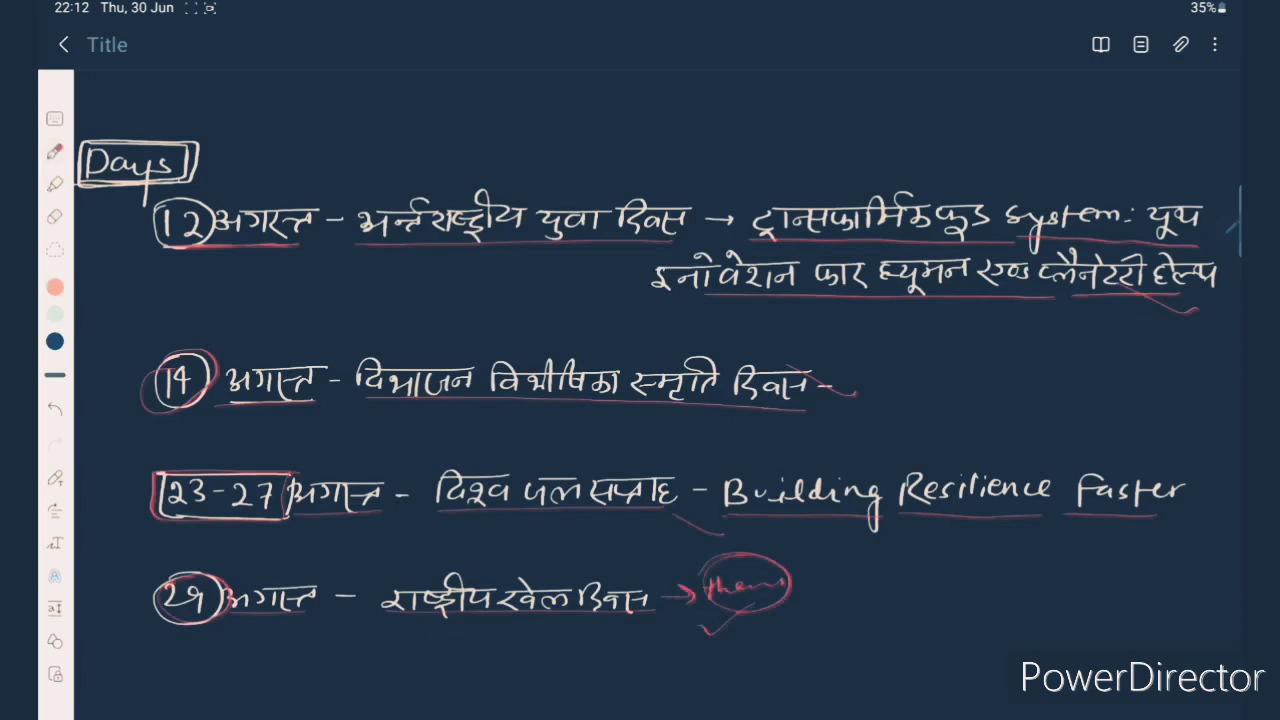 22:12 Thu, 30 Jun
35%
Title
Days
12 अगस्त - अर्न्तराष्ट्रीय युवा दिवस → ट्रान्सफार्मिक फूड System: यूथ
इनोवेशन फार ह्यूमन एण्ड प्लैनेटरी हेल्थ
14 अगस्त - विभाजन विभीषिका स्मृति दिवस -
23-27 अगस्त - विश्व जल सप्ताह - Building Resilience Faster
29 अगस्त - राष्ट्रीय खेल दिवस →
PowerDirector